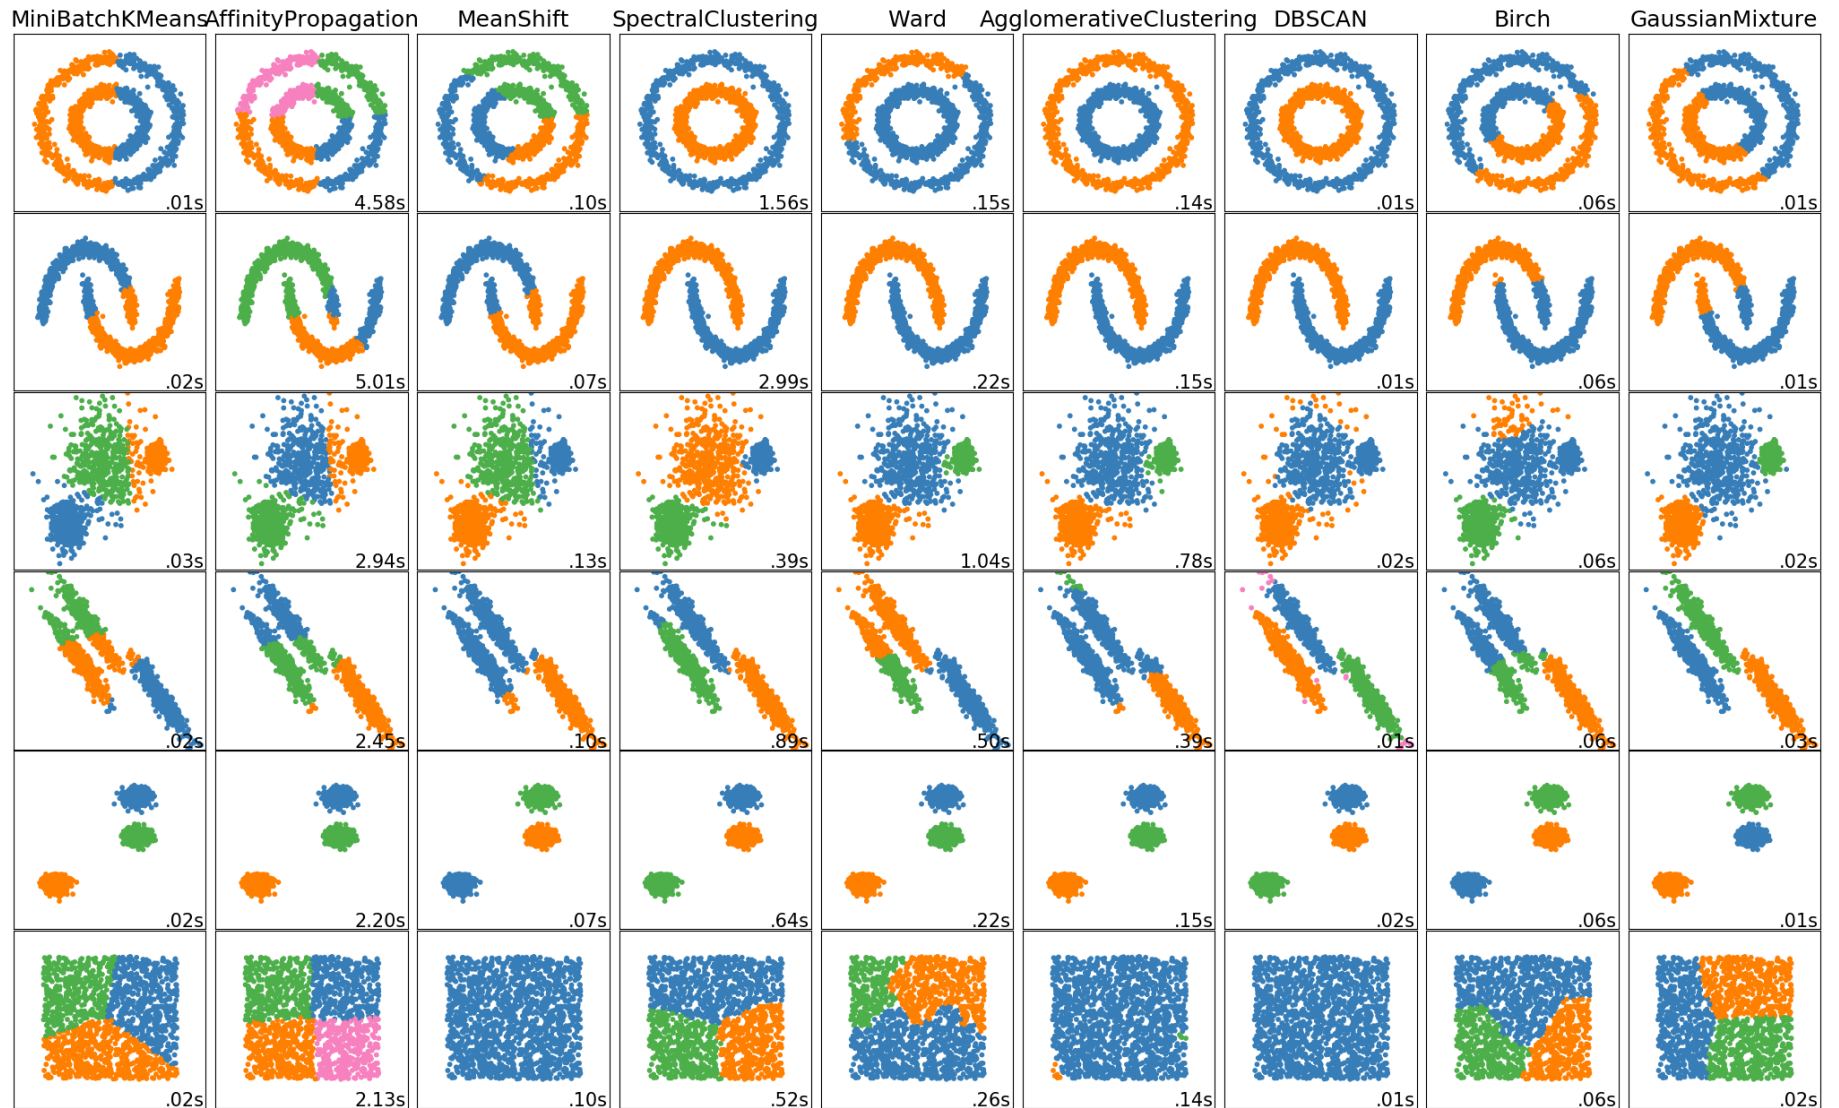 MiniBatchKMeans AffinityPropagation MeanShift SpectralClustering Ward AgglomerativeClustering DBSCAN Birch GaussianMixture
.01s 4.58s .10s 1.56s .15s .14s .01s .06s .01s
.02s 5.01s .07s 2.99s .22s .15s .01s .06s .01s
.03s 2.94s .13s .39s 1.04s .78s .02s .06s .02s
.02s 2.45s .10s .89s .50s .39s .01s .06s .03s
.02s 2.20s .07s .64s .22s .15s .02s .06s .01s
.02s 2.13s .10s .52s .26s .14s .01s .06s .02s